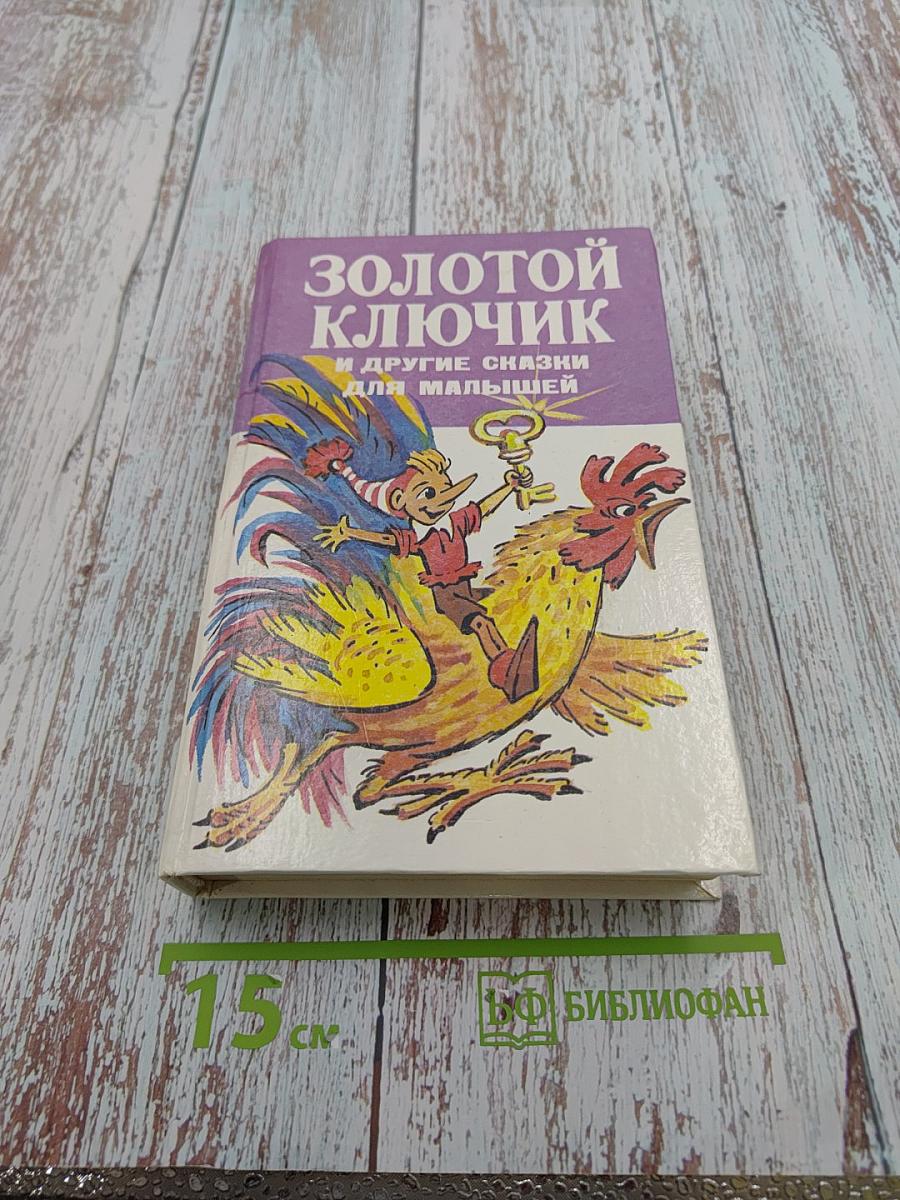 ЗОЛОТОЙ
КЛЮЧИК
И ДРУГИЕ СКАЗКИ
ДЛЯ МАЛЫШЕЙ
15 см
БФ БИБЛИОФАН